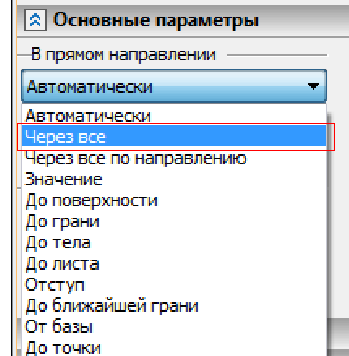 Основные параметры
В прямом направлении
Автоматически
Автоматически
Через все
Через все по направлению
Значение
До поверхности
До грани
До тела
До листа
Отступ
До ближайшей грани
От базы
До точки